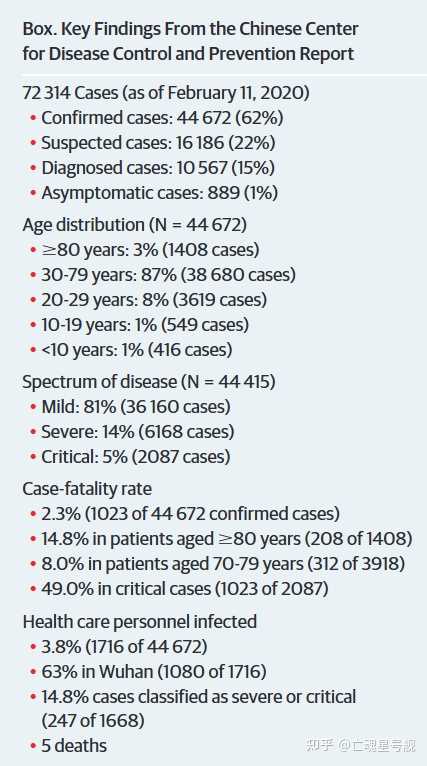 Box. Key Findings From the Chinese Center
for Disease Control and Prevention Report
72 314 Cases (as of February 11, 2020)
• Confirmed cases: 44 672 (62%)
• Suspected cases: 16 186 (22%)
• Diagnosed cases: 10 567 (15%)
• Asymptomatic cases: 889 (1%)
Age distribution (N = 44 672)
• ≥80 years: 3% (1408 cases)
• 30-79 years: 87% (38 680 cases)
• 20-29 years: 8% (3619 cases)
• 10-19 years: 1% (549 cases)
• <10 years: 1% (416 cases)
Spectrum of disease (N = 44 415)
• Mild: 81% (36 160 cases)
• Severe: 14% (6168 cases)
• Critical: 5% (2087 cases)
Case-fatality rate
• 2.3% (1023 of 44 672 confirmed cases)
• 14.8% in patients aged ≥80 years (208 of 1408)
• 8.0% in patients aged 70-79 years (312 of 3918)
• 49.0% in critical cases (1023 of 2087)
Health care personnel infected
• 3.8% (1716 of 44 672)
• 63% in Wuhan (1080 of 1716)
• 14.8% cases classified as severe or critical
(247 of 1668)
• 5 deaths
知乎 @亡魂星号舰